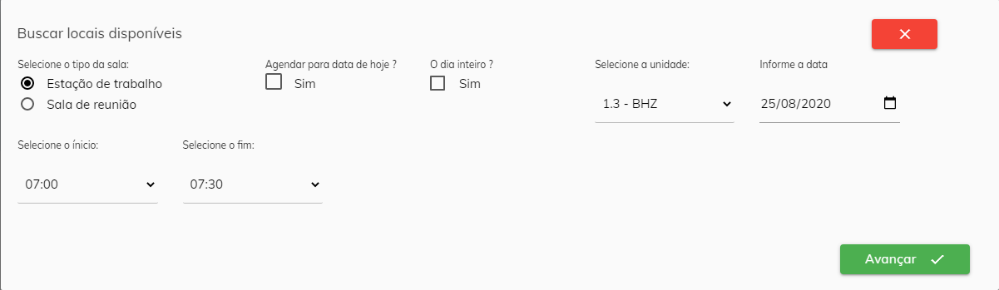 Buscar locais disponíveis
Selecione o tipo da sala:
Estação de trabalho
Sala de reunião
Agendar para data de hoje ?
Sim
O dia inteiro ?
Sim
Selecione a unidade:
1.3 - BHZ
Informe a data
25/08/2020
Selecione o ínicio:
07:00
Selecione o fim:
07:30
Avançar